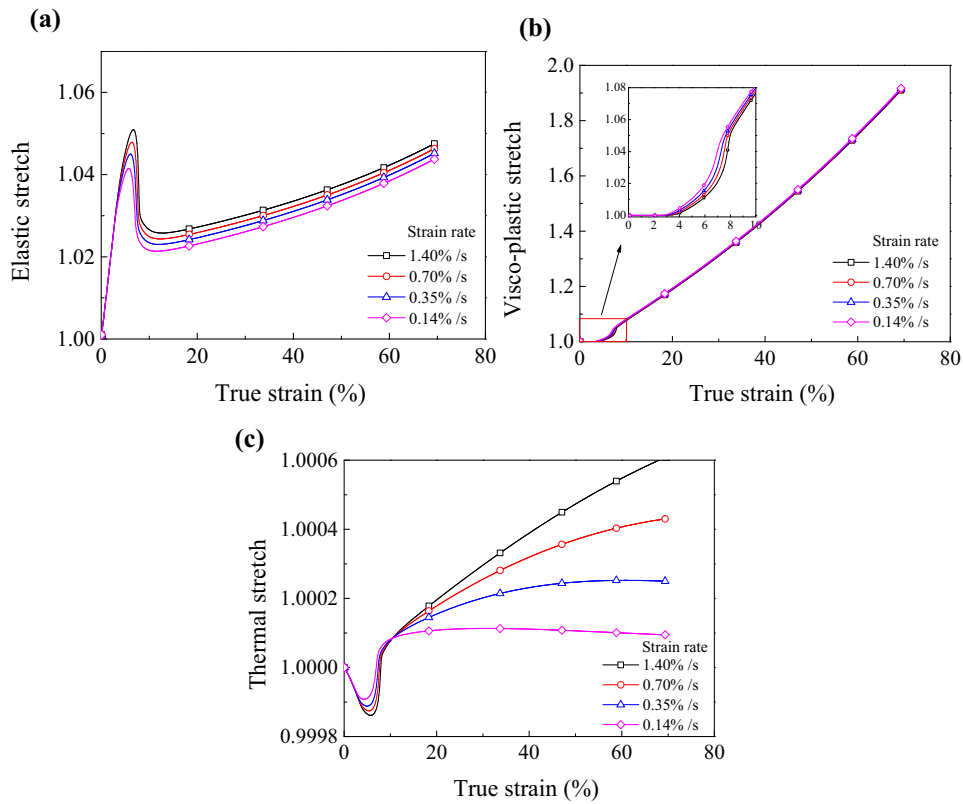 (a)
1.06
1.04
1.02
1.00
Elastic stretch
0 20 40 60 80
True strain (%)
Strain rate
1.40% /s
0.70% /s
0.35% /s
0.14% /s
(b)
2.0
1.8
1.6
1.4
1.2
1.0
Visco-plastic stretch
1.08
1.06
1.04
1.02
1.00
0 2 4 6 8 10
0 20 40 60 80
True strain (%)
Strain rate
1.40% /s
0.70% /s
0.35% /s
0.14% /s
(c)
1.0006
1.0004
1.0002
1.0000
0.9998
Thermal stretch
0 20 40 60 80
True strain (%)
Strain rate
1.40% /s
0.70% /s
0.35% /s
0.14% /s